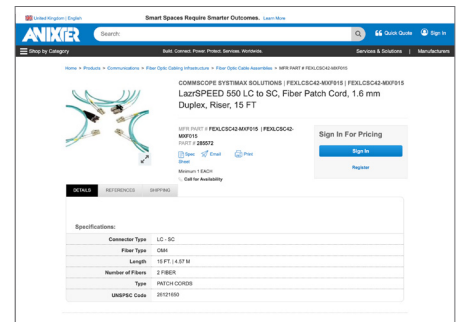 United Kingdom | English
Smart Spaces Require Smarter Outcomes. Learn More
ANIXTER
Search:
Quick Quote
Sign In
Shop by Category
Build. Connect. Power. Protect. Services. Worldwide.
Services & Solutions | Manufacturers
Home » Products » Communications » Fiber Optic Cabling Infrastructure » Fiber Optic Cable Assemblies » MFR PART # FEXLCSC42-MXF015
COMMSCOPE SYSTIMAX SOLUTIONS | FEXLCSC42-MXF015 | FEXLCSC42-MXF015
LazrSPEED 550 LC to SC, Fiber
Patch Cord, 1.6 mm
Duplex, Riser, 15 FT
MFR PART # FEXLCSC42-MXF015 | FEXLCSC42-
MXF015
PART # 285572
Spec
Sheet
Email
Print
Minimum 1 EACH
Call for Availability
Sign In For Pricing
Sign In
Register
DETAILS
REFERENCES
SHIPPING
Specifications:
Connector Type LC - SC
Fiber Type OM4
Length 15 FT. | 4.57 M
Number of Fibers 2 FIBER
Type PATCH CORDS
UNSPSC Code 26121650